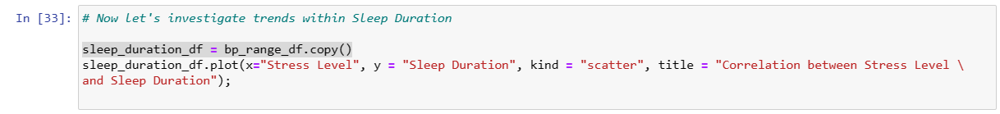 In [33]: # Now let's investigate trends within Sleep Duration
sleep_duration_df = bp_range_df.copy()
sleep_duration_df.plot(x="Stress Level", y = "Sleep Duration", kind = "scatter", title = "Correlation between Stress Level \
and Sleep Duration");